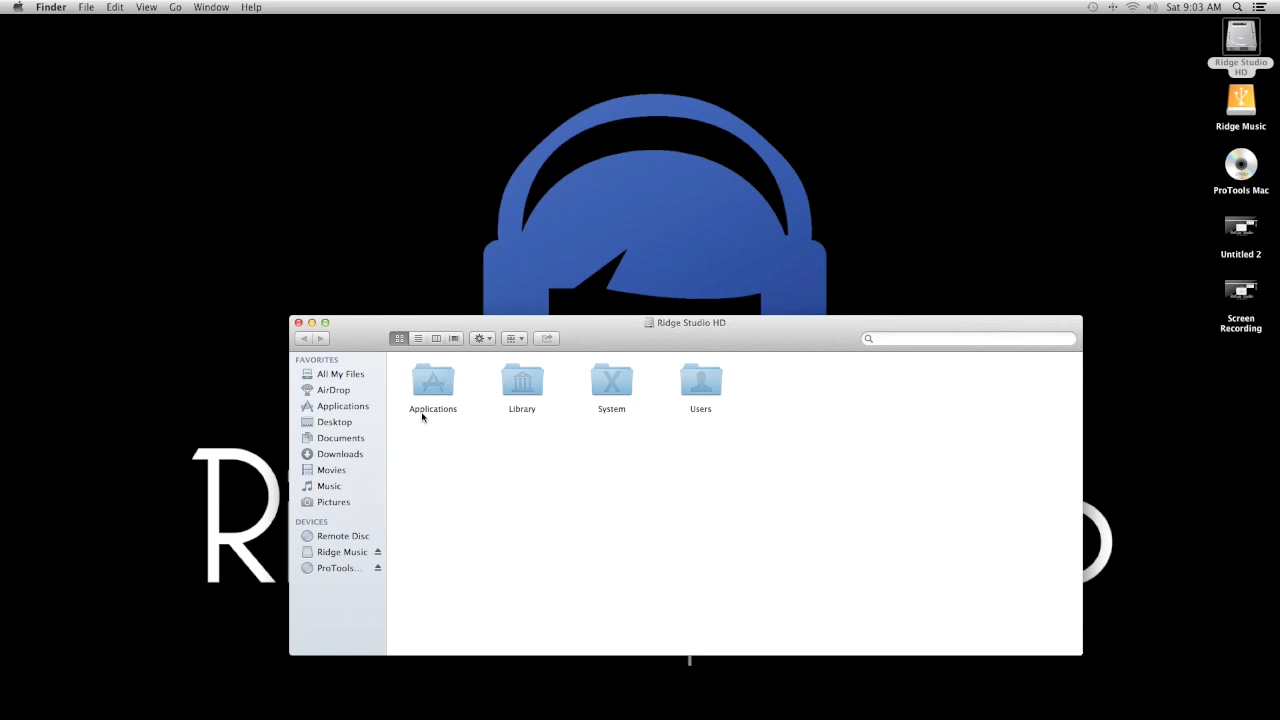 Finder File Edit View Go Window Help
Sat 9:03 AM
Ridge Studio
HD
Ridge Music
ProTools Mac
Untitled 2
Screen
Recording
Ridge Studio HD
FAVORITES
All My Files
AirDrop
Applications
Desktop
Documents
Downloads
Movies
Music
Pictures
DEVICES
Remote Disc
Ridge Music
ProTools...
Applications
Library
System
Users